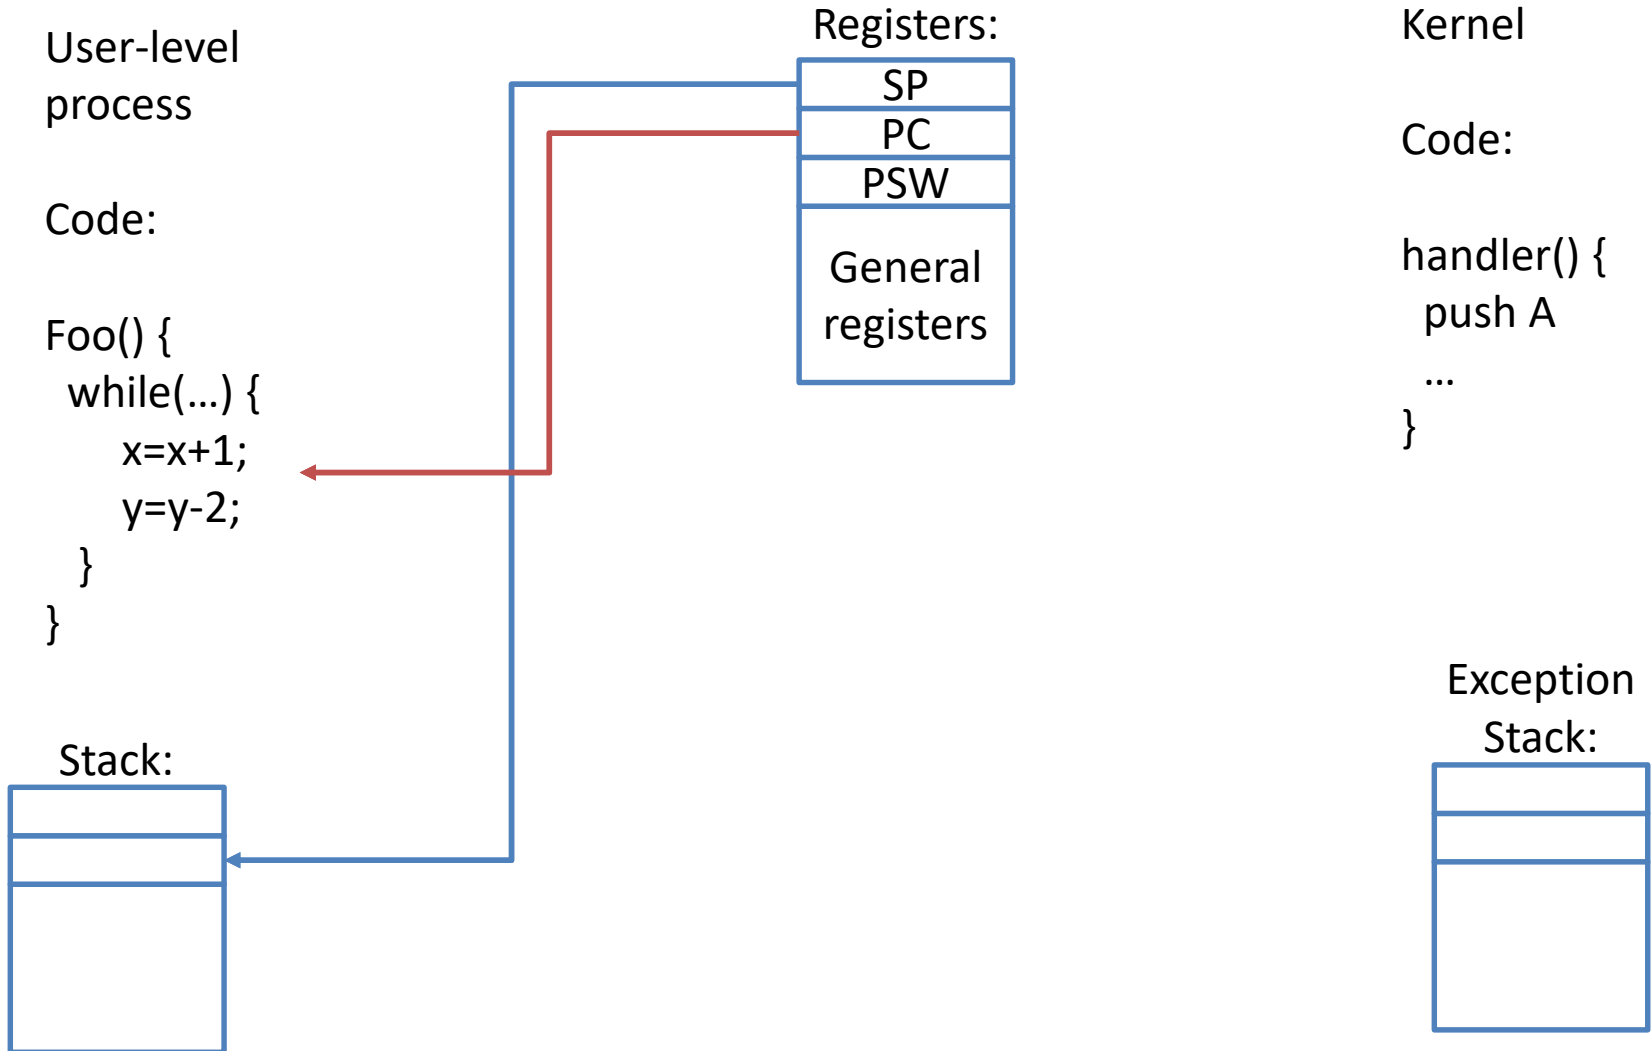 User-level
process
Code:
Foo() {
while(...) {
x=x+1;
y=y-2;
}
}
Stack:
Registers:
SP
PC
PSW
General
registers
Kernel
Code:
handler() {
push A
...
}
Exception
Stack: